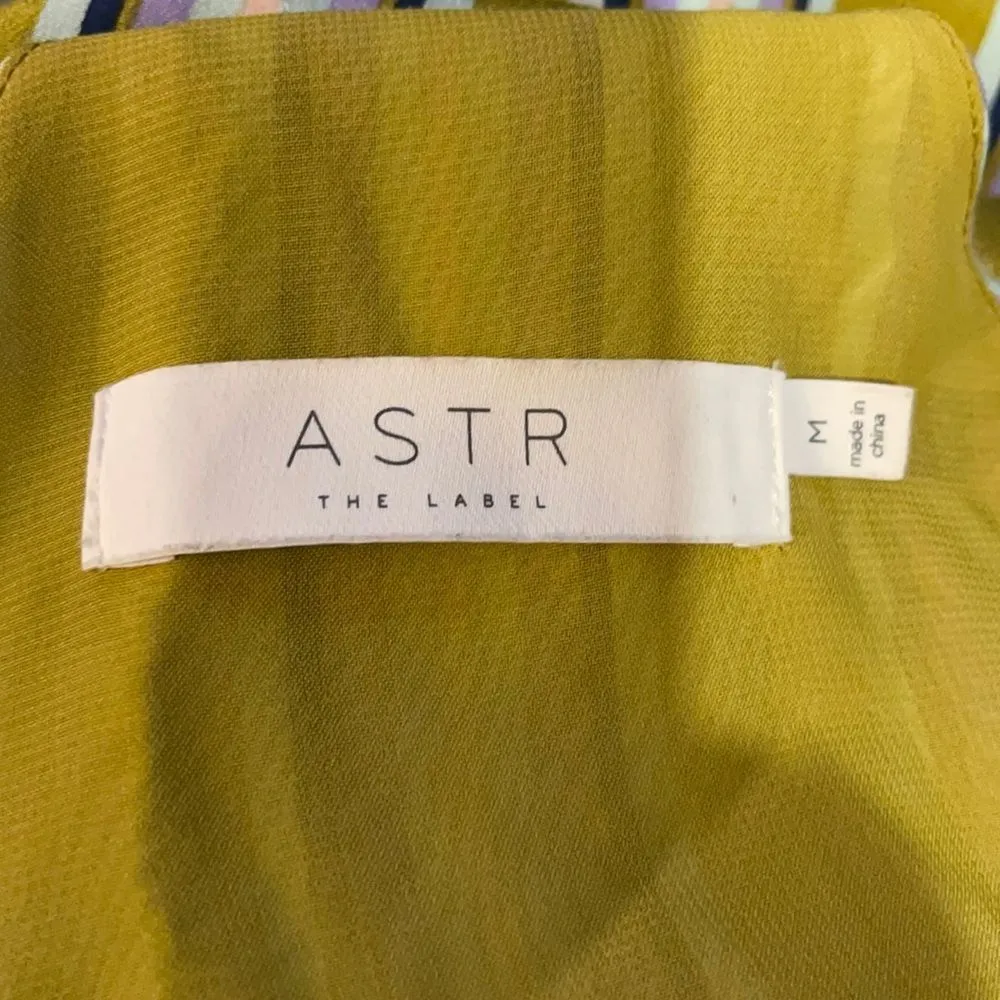 ASTR
THE LABEL
M
made in
china